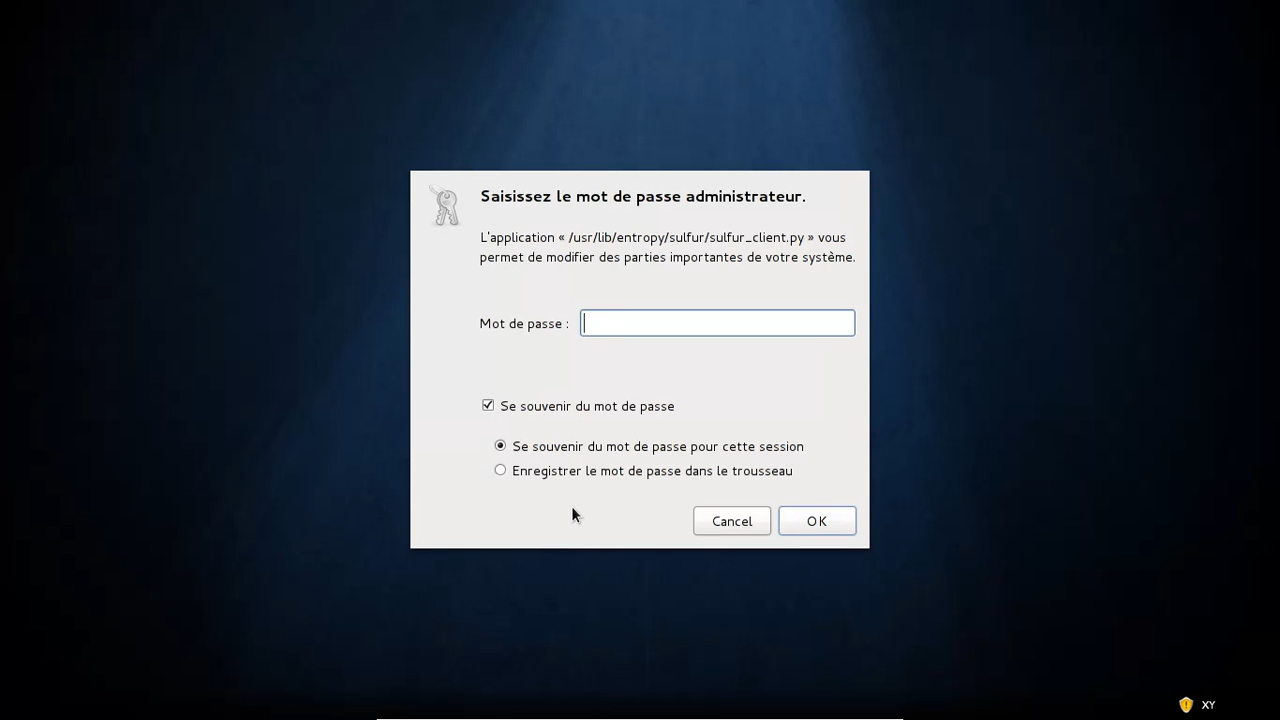 Saisissez le mot de passe administrateur.
L'application « /usr/lib/entropy/sulfur/sulfur_client.py » vous
permet de modifier des parties importantes de votre système.
Mot de passe :
Se souvenir du mot de passe
Se souvenir du mot de passe pour cette session
Enregistrer le mot de passe dans le trousseau
Cancel OK
XY